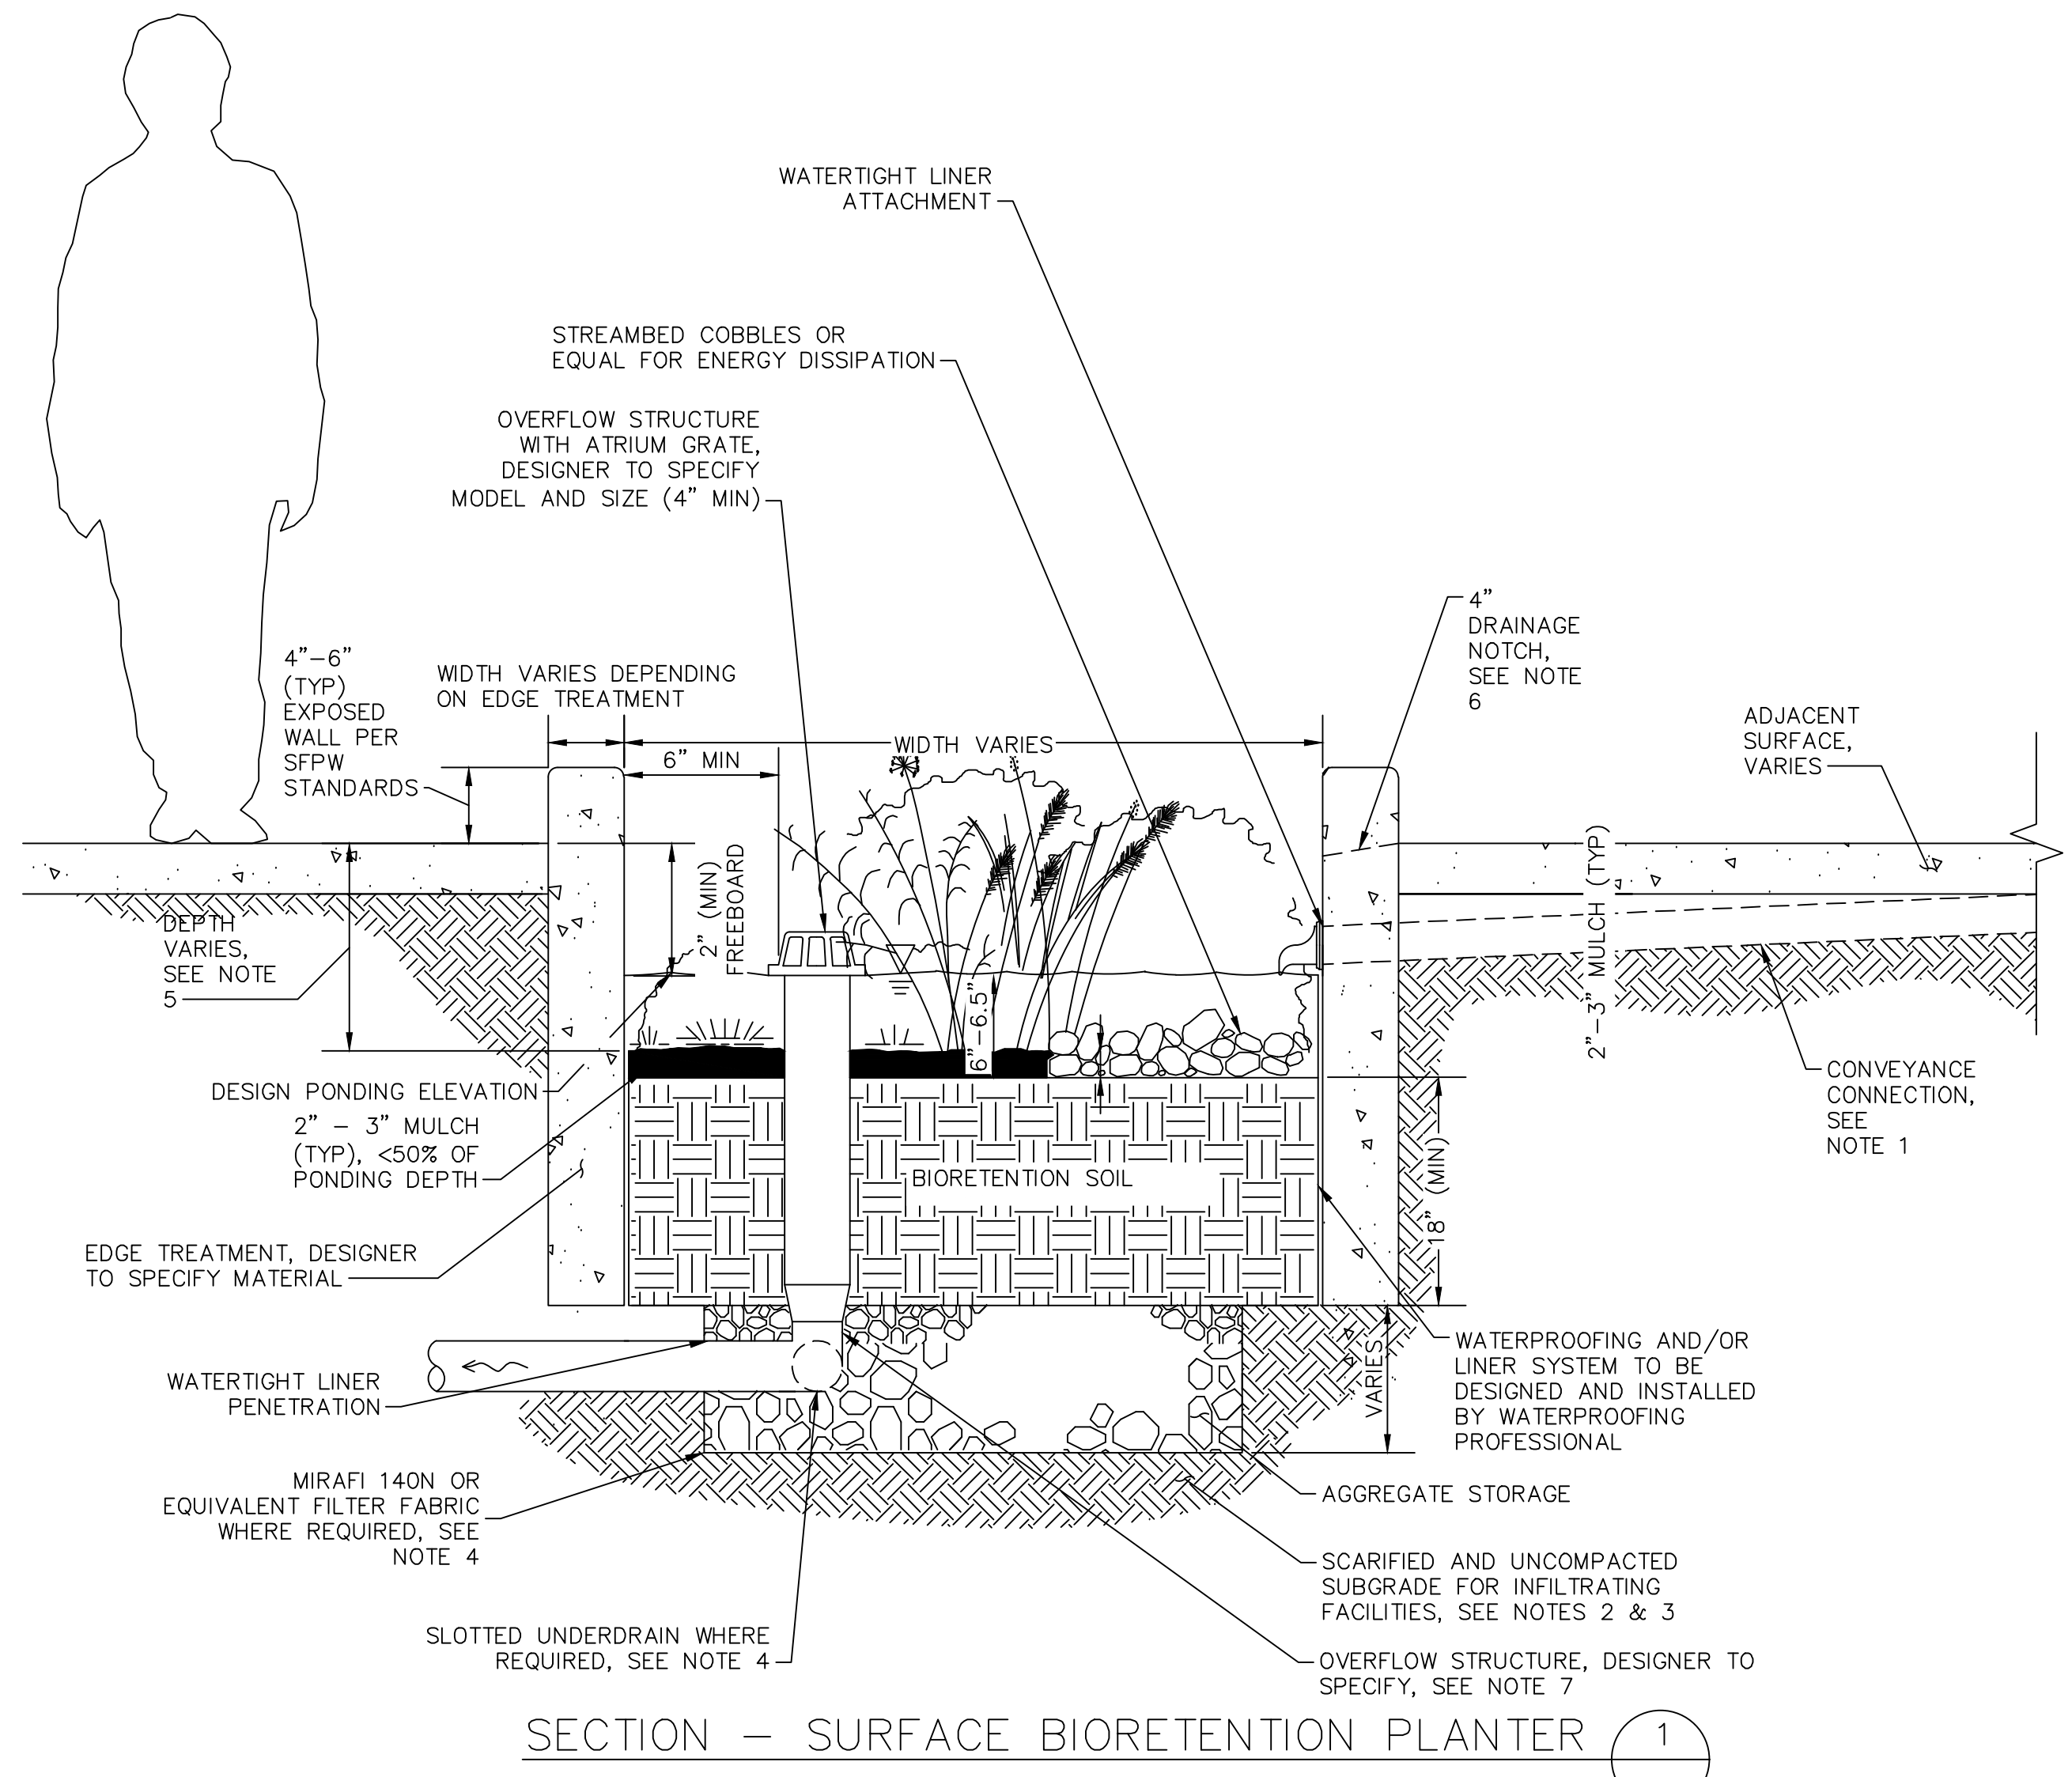 WATERTIGHT LINER
ATTACHMENT
STREAMBED COBBLES OR
EQUAL FOR ENERGY DISSIPATION
OVERFLOW STRUCTURE
WITH ATRIUM GRATE,
DESIGNER TO SPECIFY
MODEL AND SIZE (4" MIN)
4"
DRAINAGE
NOTCH,
SEE NOTE
6
4"-6"
(TYP)
EXPOSED
WALL PER
SFPW
STANDARDS
WIDTH VARIES DEPENDING
ON EDGE TREATMENT
WIDTH VARIES
6" MIN
ADJACENT
SURFACE,
VARIES
2" (MIN)
FREEBOARD
2"-3" MULCH (TYP)
DEPTH
VARIES,
SEE NOTE
5
6"-6.5"
DESIGN PONDING ELEVATION
2" - 3" MULCH
(TYP), <50% OF
PONDING DEPTH
CONVEYANCE
CONNECTION,
SEE
NOTE 1
BIORETENTION SOIL
18" (MIN)
EDGE TREATMENT, DESIGNER
TO SPECIFY MATERIAL
WATERTIGHT LINER
PENETRATION
VARIES
WATERPROOFING AND/OR
LINER SYSTEM TO BE
DESIGNED AND INSTALLED
BY WATERPROOFING
PROFESSIONAL
MIRAFI 140N OR
EQUIVALENT FILTER FABRIC
WHERE REQUIRED, SEE
NOTE 4
AGGREGATE STORAGE
SCARIFIED AND UNCOMPACTED
SUBGRADE FOR INFILTRATING
FACILITIES, SEE NOTES 2 & 3
SLOTTED UNDERDRAIN WHERE
REQUIRED, SEE NOTE 4
OVERFLOW STRUCTURE, DESIGNER TO
SPECIFY, SEE NOTE 7
SECTION - SURFACE BIORETENTION PLANTER 1